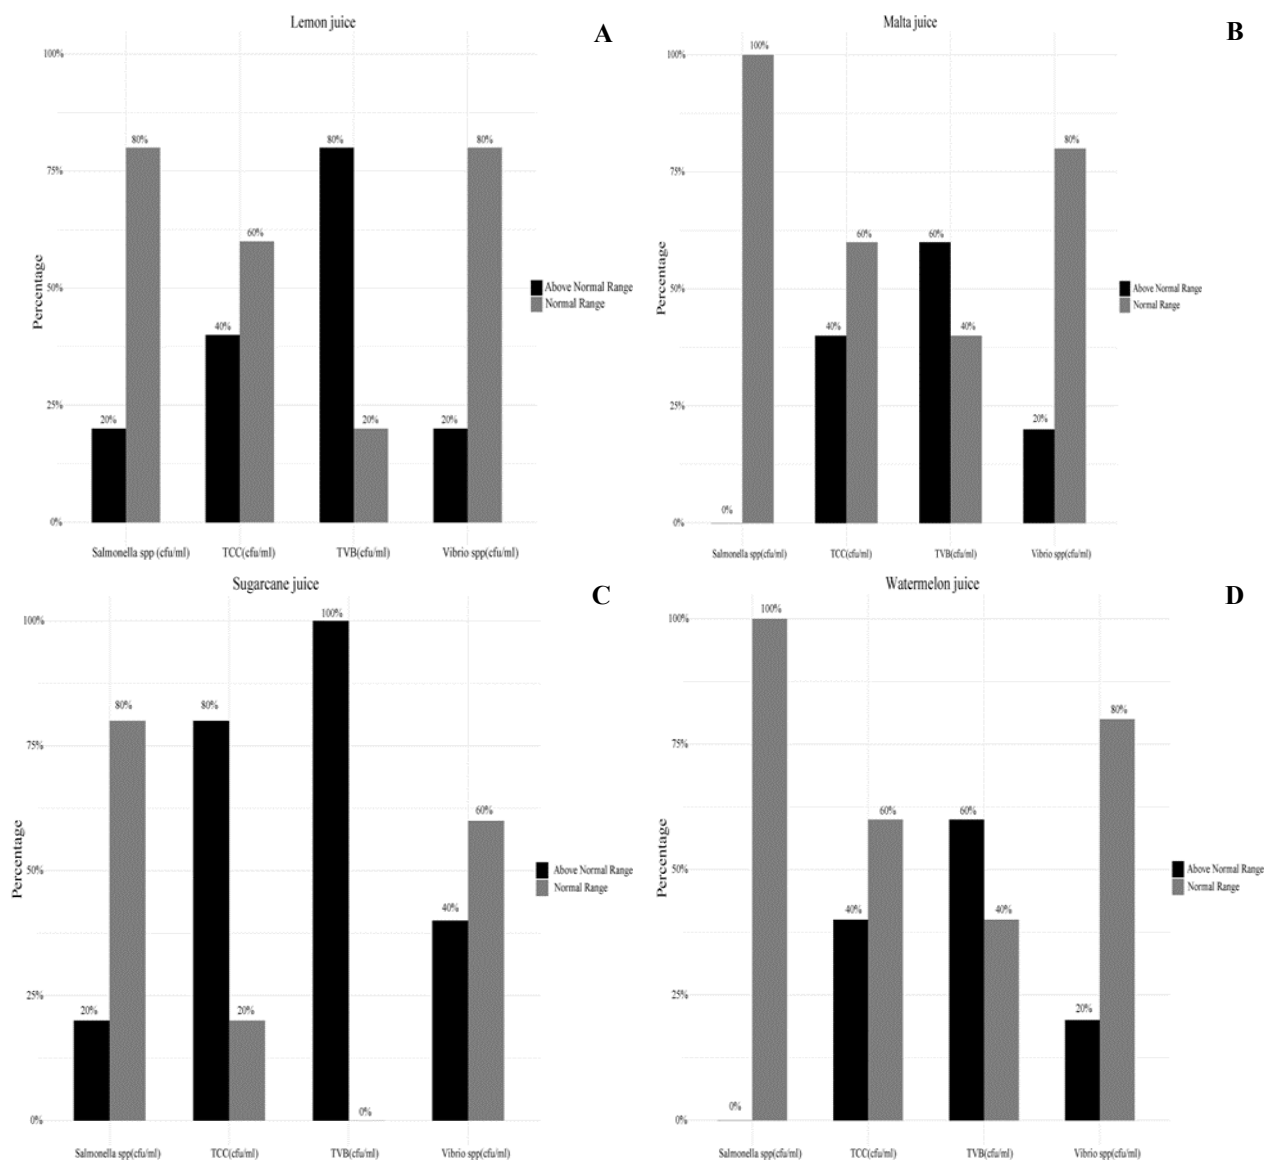 Lemon juice
A
100%
75%
50%
25%
0%
Percentage
20%
80%
40%
60%
80%
20%
20%
80%
Above Normal Range
Normal Range
Salmonella spp (cfu/ml)
TCC(cfu/ml)
TVB(cfu/ml)
Vibrio spp(cfu/ml)
Malta juice
B
100%
75%
50%
25%
0%
Percentage
0%
100%
40%
60%
60%
40%
20%
80%
Above Normal Range
Normal Range
Salmonella spp(cfu/ml)
TCC(cfu/ml)
TVB(cfu/ml)
Vibrio spp(cfu/ml)
Sugarcane juice
C
100%
75%
50%
25%
0%
Percentage
20%
80%
80%
20%
100%
0%
40%
60%
Above Normal Range
Normal Range
Salmonella spp(cfu/ml)
TCC(cfu/ml)
TVB(cfu/ml)
Vibrio spp(cfu/ml)
Watermelon juice
D
100%
75%
50%
25%
0%
Percentage
0%
100%
40%
60%
60%
40%
20%
80%
Above Normal Range
Normal Range
Salmonella spp(cfu/ml)
TCC(cfu/ml)
TVB(cfu/ml)
Vibrio spp(cfu/ml)